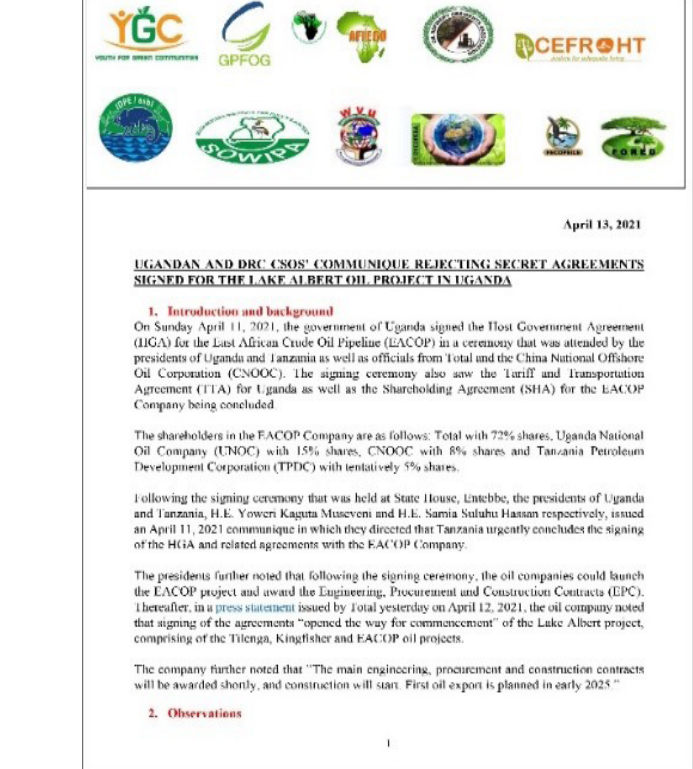 YGC
YOUTH FOR GREEN COMMUNITIES
GPFOG
AFIEGO
CEFROHT
SOWIPA
WVU
April 13, 2021
UGANDAN AND DRC CSOS' COMMUNIQUE REJECTING SECRET AGREEMENTS
SIGNED FOR THE LAKE ALBERT OIL PROJECT IN UGANDA
1. Introduction and background
On Sunday April 11, 2021, the government of Uganda signed the Host Government Agreement
(HGA) for the East African Crude Oil Pipeline (EACOP) in a ceremony that was attended by the
presidents of Uganda and Tanzania as well as officials from Total and the China National Offshore
Oil Corporation (CNOOC). The signing ceremony also saw the Tariff and Transportation
Agreement (TTA) for Uganda as well as the Shareholding Agreement (SHA) for the EACOP
Company being concluded.
The shareholders in the EACOP Company are as follows: Total with 72% shares, Uganda National
Oil Company (UNOC) with 15% shares, CNOOC with 8% shares and Tanzania Petroleum
Development Corporation (TPDC) with tentatively 5% shares.
Following the signing ceremony that was held at State House, Entebbe, the presidents of Uganda
and Tanzania, H.E. Yoweri Kaguta Museveni and H.E. Samia Suluhu Hassan respectively, issued
an April 11, 2021 communique in which they directed that Tanzania urgently concludes the signing
of the HGA and related agreements with the EACOP Company.
The presidents further noted that following the signing ceremony, the oil companies could launch
the EACOP project and award the Engineering, Procurement and Construction Contracts (EPC).
Thereafter, in a press statement issued by Total yesterday on April 12, 2021, the oil company noted
that signing of the agreements "opened the way for commencement" of the Lake Albert project,
comprising of the Tilenga, Kingfisher and EACOP oil projects.
The company further noted that "The main engineering, procurement and construction contracts
will be awarded shortly, and construction will start. First oil export is planned in early 2025."
2. Observations
1